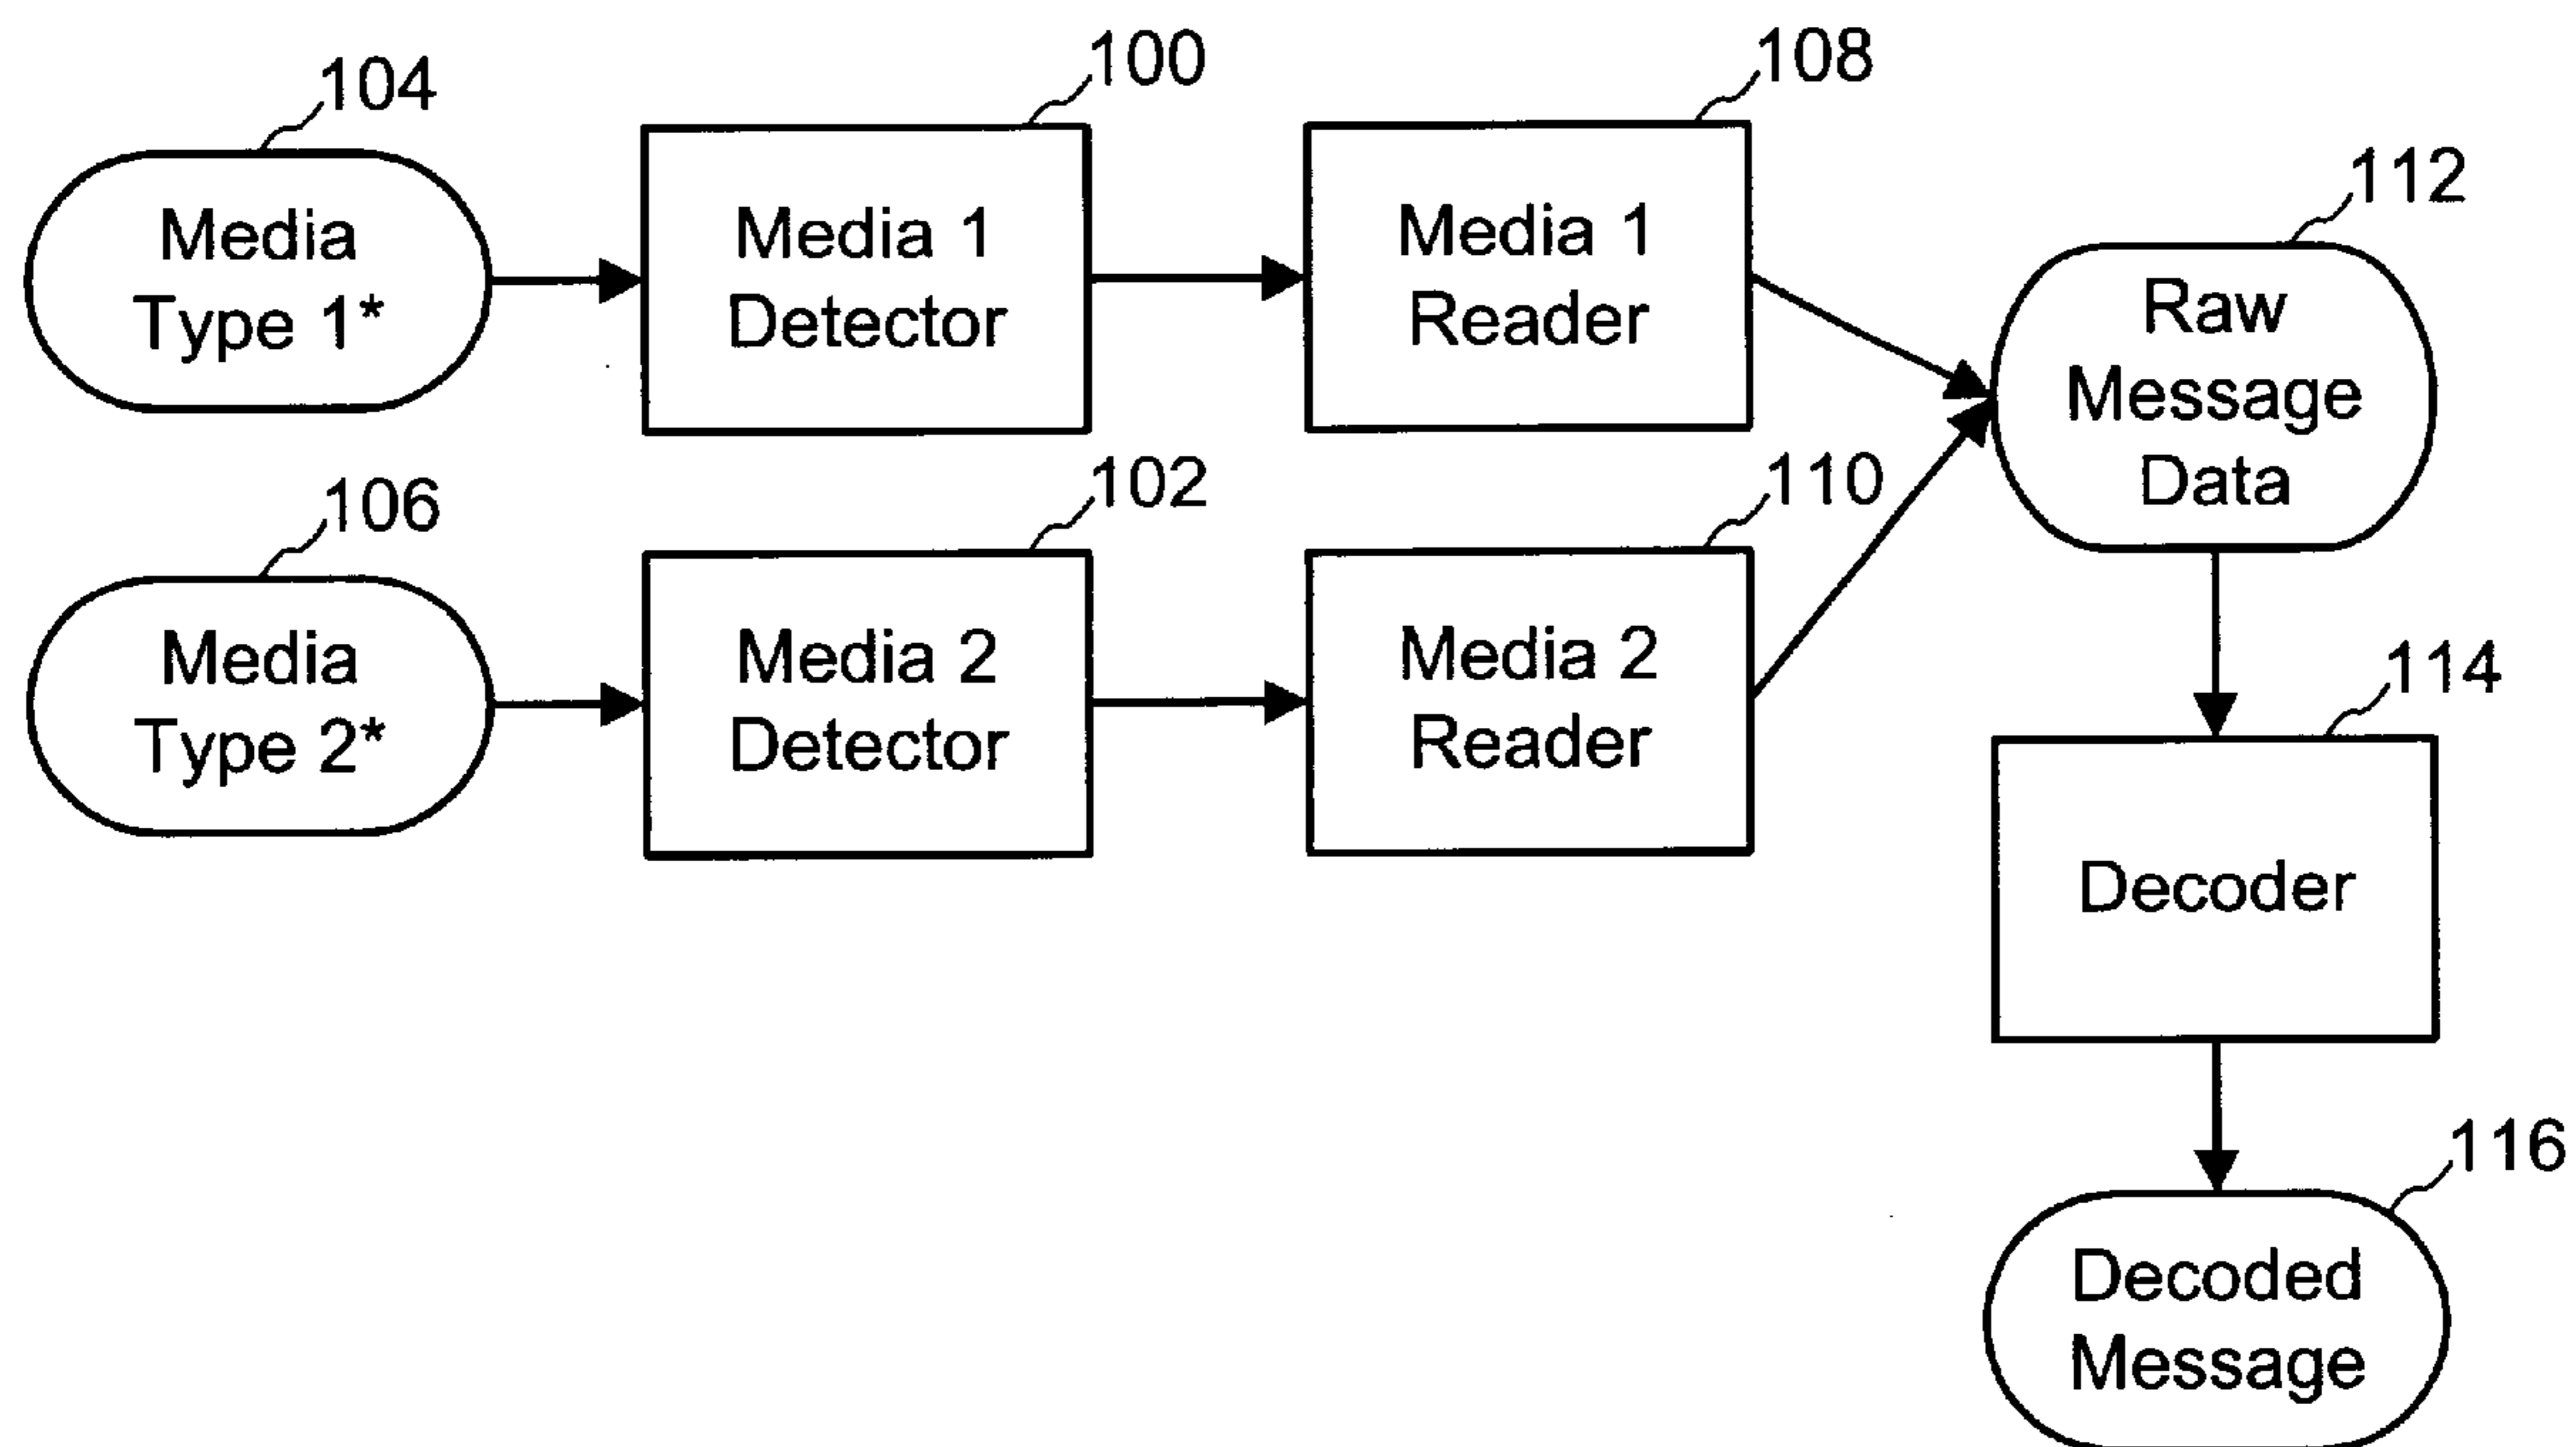 104
Media
Type 1*
100
Media 1
Detector
108
Media 1
Reader
112
Raw
Message
Data
106
Media
Type 2*
102
Media 2
Detector
110
Media 2
Reader
114
Decoder
116
Decoded
Message